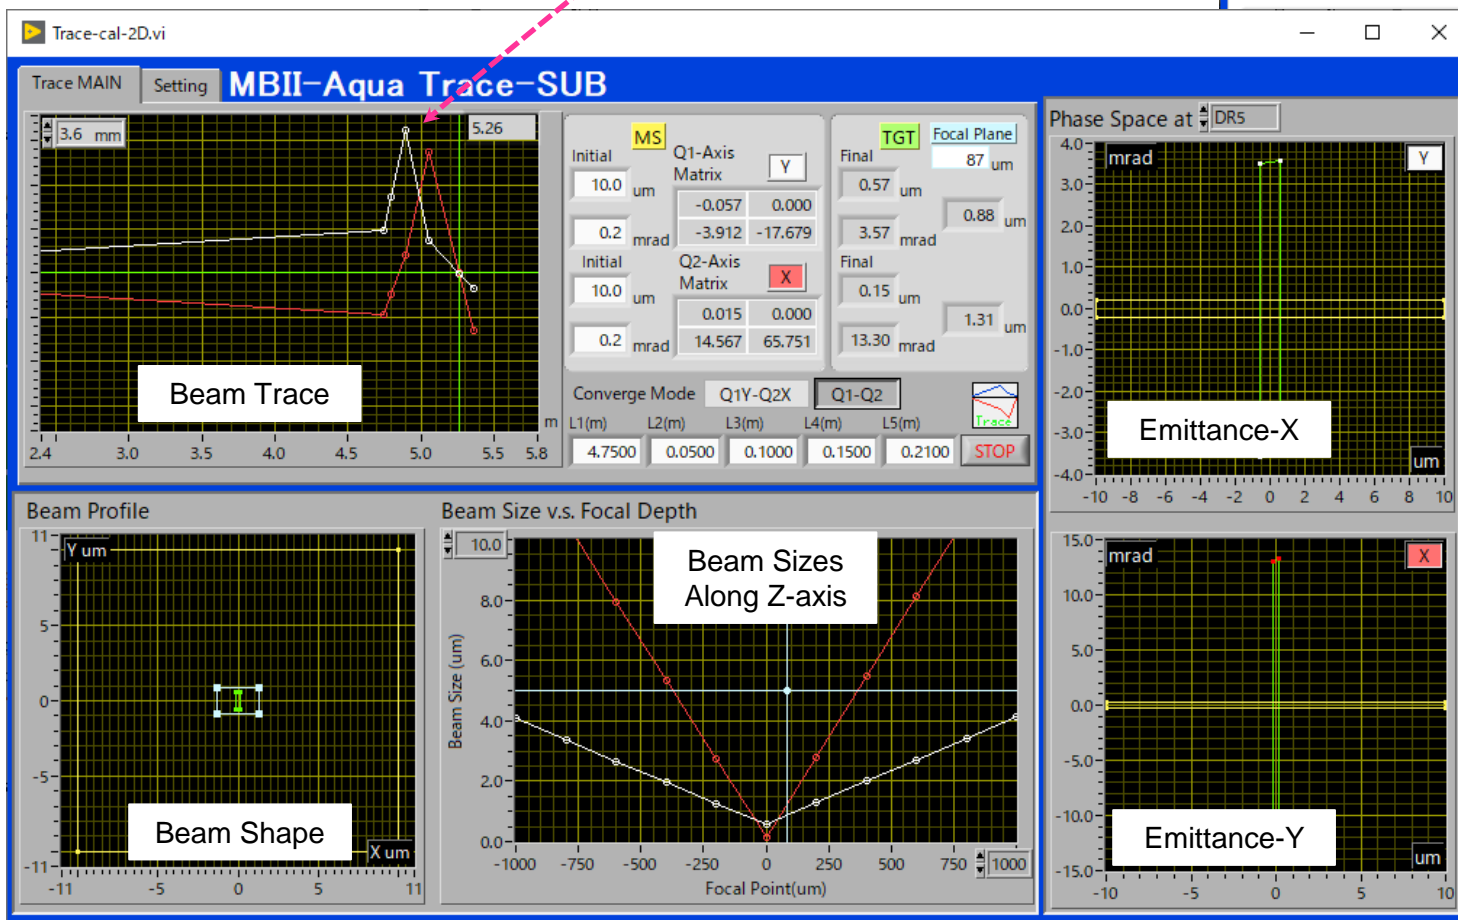 Trace-cal-2D.vi
Trace MAIN Setting MBII-Aqua Trace-SUB
3.6 mm 5.26
Beam Trace
m
2.4 3.0 3.5 4.0 4.5 5.0 5.5 5.8
MS
Initial Q1-Axis
Matrix Y
10.0 um
-0.057 0.000
0.2 mrad -3.912 -17.679
Initial Q2-Axis
Matrix X
10.0 um
0.015 0.000
0.2 mrad 14.567 65.751
TGT Focal Plane
Final 87 um
0.57 um
0.88 um
3.57 mrad
Final
0.15 um
1.31 um
13.30 mrad
Converge Mode Q1Y-Q2X Q1-Q2
Trace
L1(m) L2(m) L3(m) L4(m) L5(m)
4.7500 0.0500 0.1000 0.1500 0.2100 STOP
Phase Space at DR5
4.0 mrad Y
3.0
2.0
1.0
0.0
-1.0
-2.0
-3.0 Emittance-X
-4.0 um
-10 -8 -6 -4 -2 0 2 4 6 8 10
Beam Profile
11 Y um
5
0
-5
Beam Shape
-11 X um
-11 -5 0 5 11
Beam Size v.s. Focal Depth
10.0
Beam Sizes
Along Z-axis
8.0
6.0
4.0
2.0
0.0
Beam Size (um)
-1000 -750 -500 -250 0 250 500 750 1000
Focal Point(um)
15.0 mrad X
10.0
5.0
0.0
-5.0
-10.0
Emittance-Y
-15.0 um
-10 -5 0 5 10